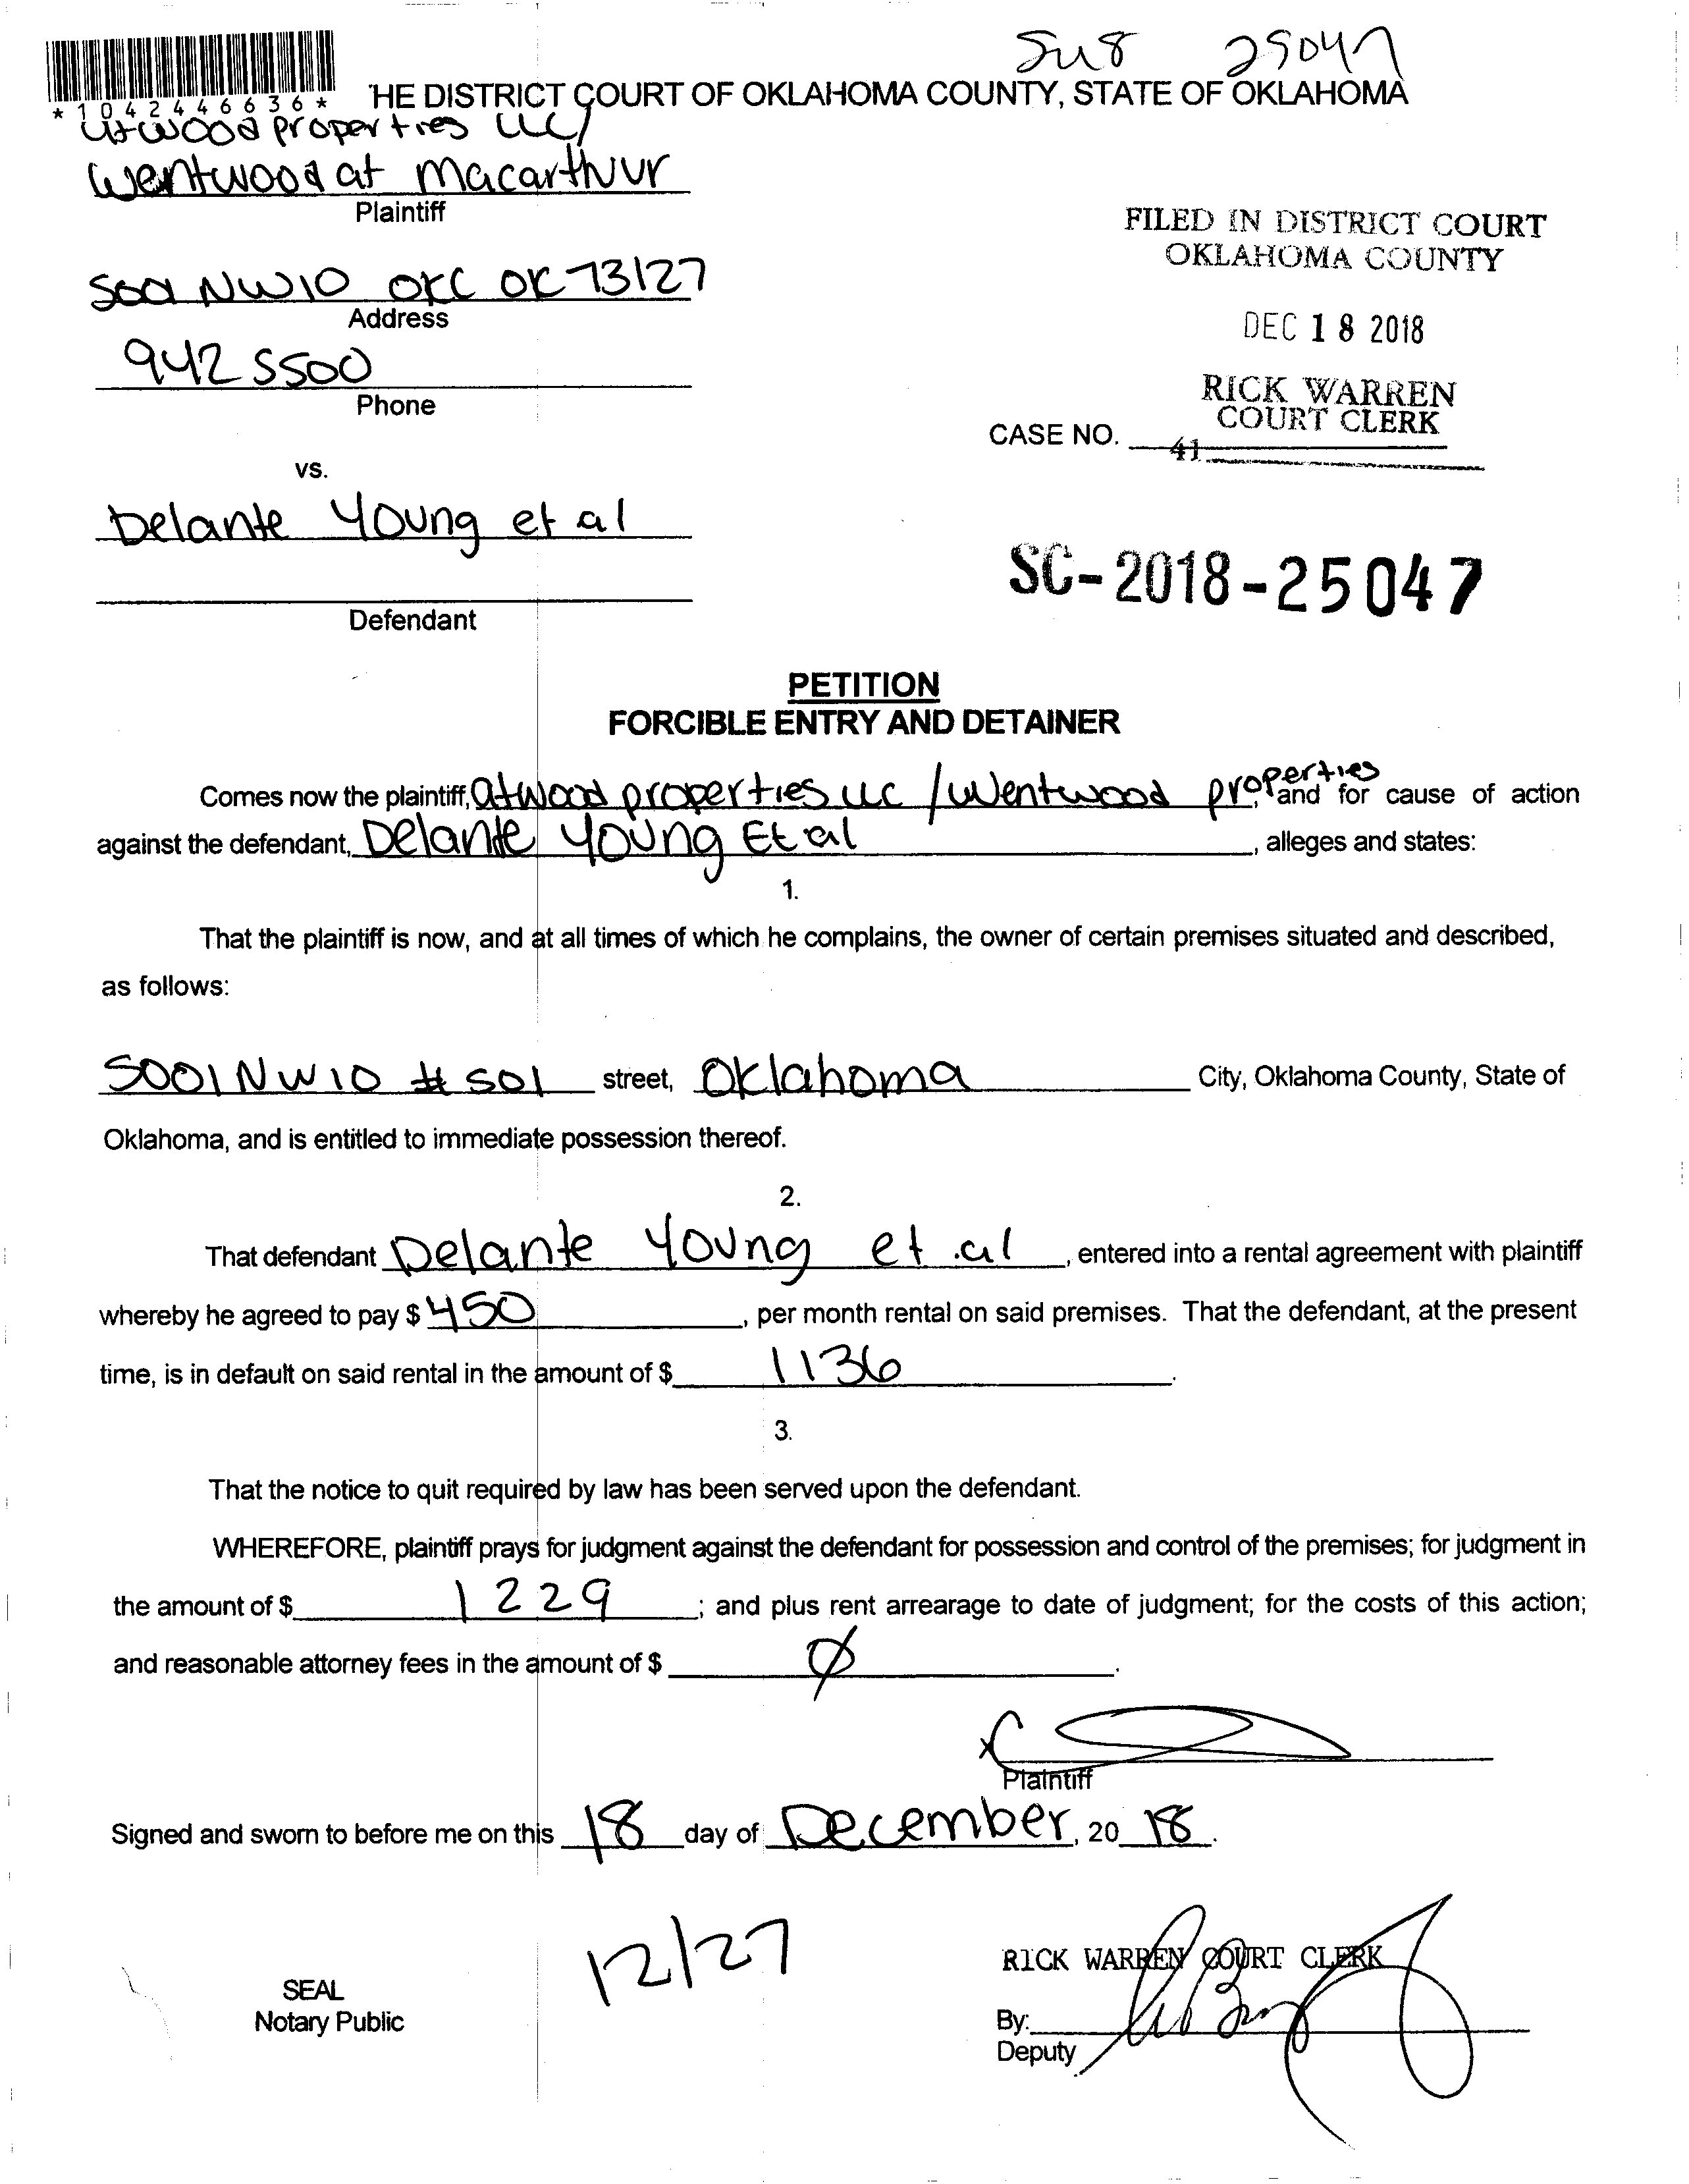 Su8 25047
*1042446636*
HE DISTRICT COURT OF OKLAHOMA COUNTY, STATE OF OKLAHOMA
atwood properties LLC/
wentwood at macarthur
Plaintiff
FILED IN DISTRICT COURT
OKLAHOMA COUNTY
5001 NW10 OKC OK 73127
Address
DEC 18 2018
942 5500
Phone
RICK WARREN
COURT CLERK
CASE NO.
41
vs.
Delante Young et al
SC-2018-25047
Defendant
PETITION
FORCIBLE ENTRY AND DETAINER
Comes now the plaintiff, atwood properties LLC / Wentwood properties, and for cause of action
against the defendant, Delante Young Et al, alleges and states:
1.
That the plaintiff is now, and at all times of which he complains, the owner of certain premises situated and described,
as follows:
5001 NW10 #501 street, Oklahoma City, Oklahoma County, State of
Oklahoma, and is entitled to immediate possession thereof.
2.
That defendant Delante Young et al, entered into a rental agreement with plaintiff
whereby he agreed to pay $ 450, per month rental on said premises. That the defendant, at the present
time, is in default on said rental in the amount of $ 1136.
3.
That the notice to quit required by law has been served upon the defendant.
WHEREFORE, plaintiff prays for judgment against the defendant for possession and control of the premises; for judgment in
the amount of $ 1229; and plus rent arrearage to date of judgment; for the costs of this action;
and reasonable attorney fees in the amount of $ Ø.
x
Plaintiff
Signed and sworn to before me on this 18 day of December, 20 18.
12/27
RICK WARREN COURT CLERK
SEAL
Notary Public
By:
Deputy